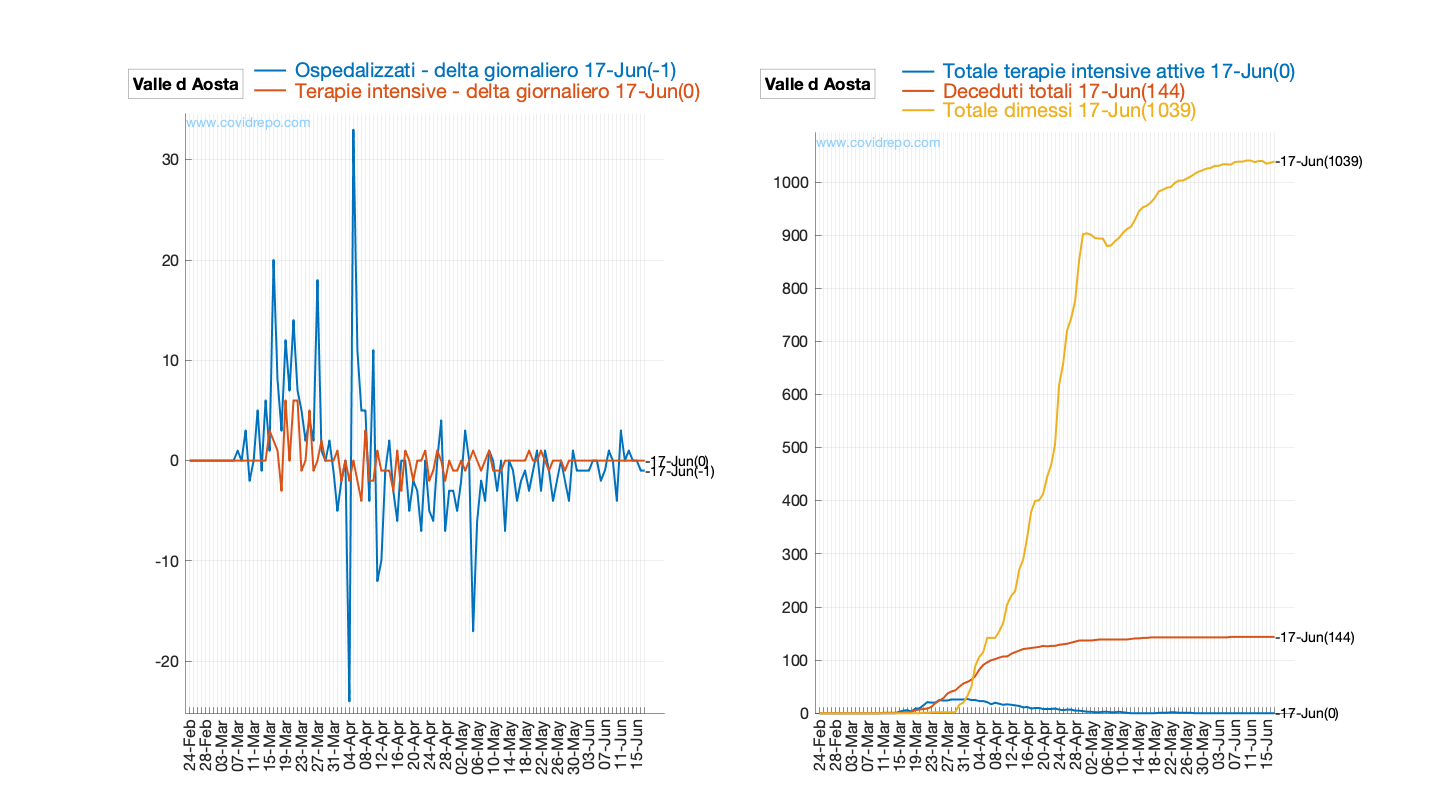 Valle d Aosta
Ospedalizzati - delta giornaliero 17-Jun(-1)
Terapie intensive - delta giornaliero 17-Jun(0)
www.covidrepo.com
30
20
10
0
-10
-20
-17-Jun(0)
-17-Jun(-1)
24-Feb
28-Feb
03-Mar
07-Mar
11-Mar
15-Mar
19-Mar
23-Mar
27-Mar
31-Mar
04-Apr
08-Apr
12-Apr
16-Apr
20-Apr
24-Apr
28-Apr
02-May
06-May
10-May
14-May
18-May
22-May
26-May
30-May
03-Jun
07-Jun
11-Jun
15-Jun
Valle d Aosta
Totale terapie intensive attive 17-Jun(0)
Deceduti totali 17-Jun(144)
Totale dimessi 17-Jun(1039)
www.covidrepo.com
1000
900
800
700
600
500
400
300
200
100
0
-17-Jun(1039)
-17-Jun(144)
-17-Jun(0)
24-Feb
28-Feb
03-Mar
07-Mar
11-Mar
15-Mar
19-Mar
23-Mar
27-Mar
31-Mar
04-Apr
08-Apr
12-Apr
16-Apr
20-Apr
24-Apr
28-Apr
02-May
06-May
10-May
14-May
18-May
22-May
26-May
30-May
03-Jun
07-Jun
11-Jun
15-Jun